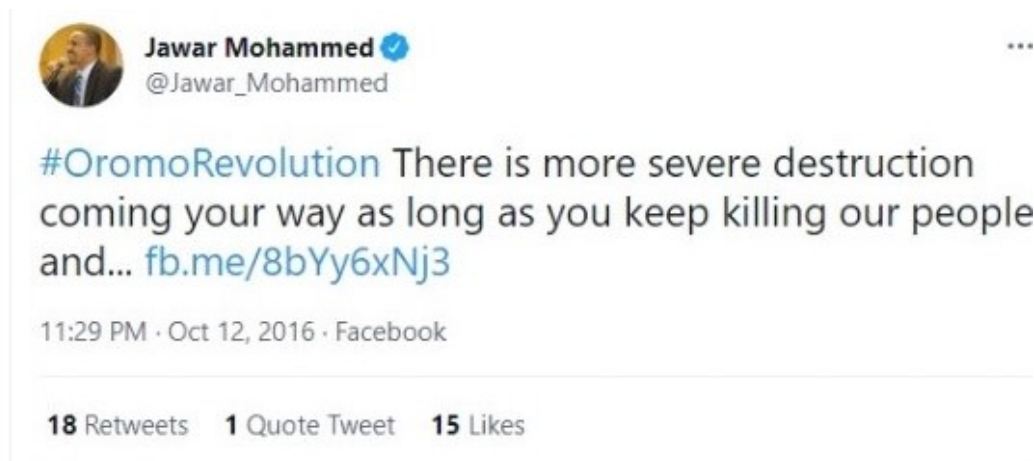 Jawar Mohammed
@Jawar_Mohammed
#OromoRevolution There is more severe destruction
coming your way as long as you keep killing our people
and... fb.me/8bYy6xNj3
11:29 PM · Oct 12, 2016 · Facebook
18 Retweets 1 Quote Tweet 15 Likes